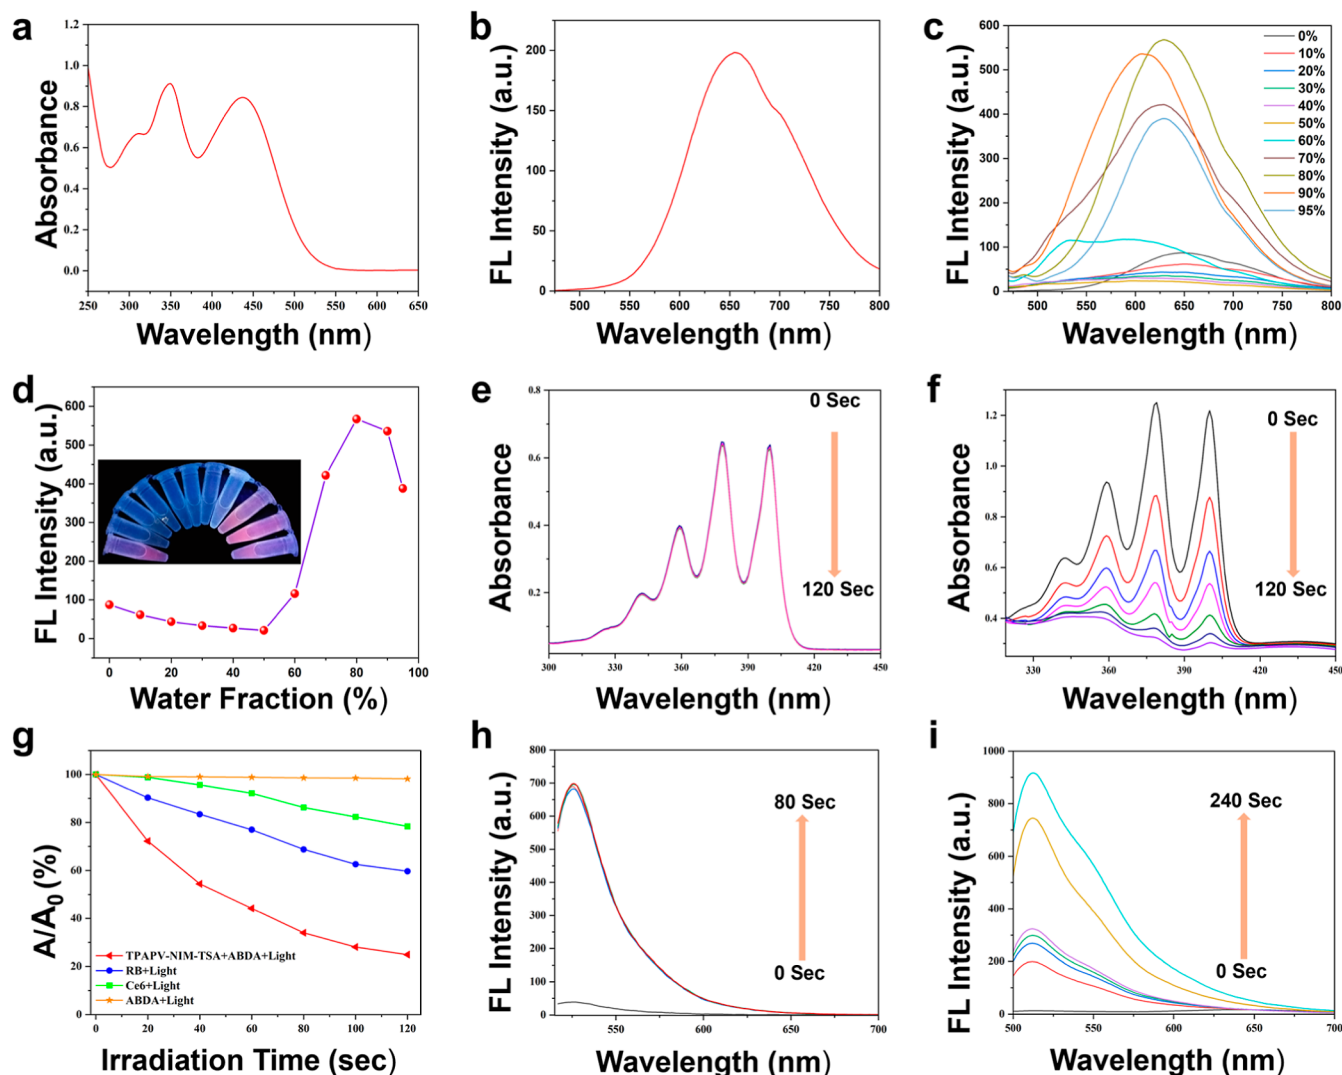 a
1.2
1.0
0.8
0.6
0.4
0.2
0.0
Absorbance
250 300 350 400 450 500 550 600 650
Wavelength (nm)
b
200
150
100
50
0
FL Intensity (a.u.)
500 550 600 650 700 750 800
Wavelength (nm)
c
600
500
400
300
200
100
0
FL Intensity (a.u.)
0%
10%
20%
30%
40%
50%
60%
70%
80%
90%
95%
500 550 600 650 700 750 800
Wavelength (nm)
d
600
500
400
300
200
100
0
FL Intensity (a.u.)
0 20 40 60 80 100
Water Fraction (%)
e
0.8
0.6
0.4
0.2
Absorbance
0 Sec
120 Sec
300 330 360 390 420 450
Wavelength (nm)
f
1.2
1.0
0.8
0.6
0.4
Absorbance
0 Sec
120 Sec
330 360 390 420 450
Wavelength (nm)
g
100
80
60
40
20
0
A/A0 (%)
TPAPV-NIM-TSA+ABDA+Light
RB+Light
Ce6+Light
ABDA+Light
0 20 40 60 80 100 120
Irradiation Time (sec)
h
800
700
600
500
400
300
200
100
0
FL Intensity (a.u.)
80 Sec
0 Sec
550 600 650 700
Wavelength (nm)
i
1000
800
600
400
200
0
FL Intensity (a.u.)
240 Sec
0 Sec
500 550 600 650 700
Wavelength (nm)